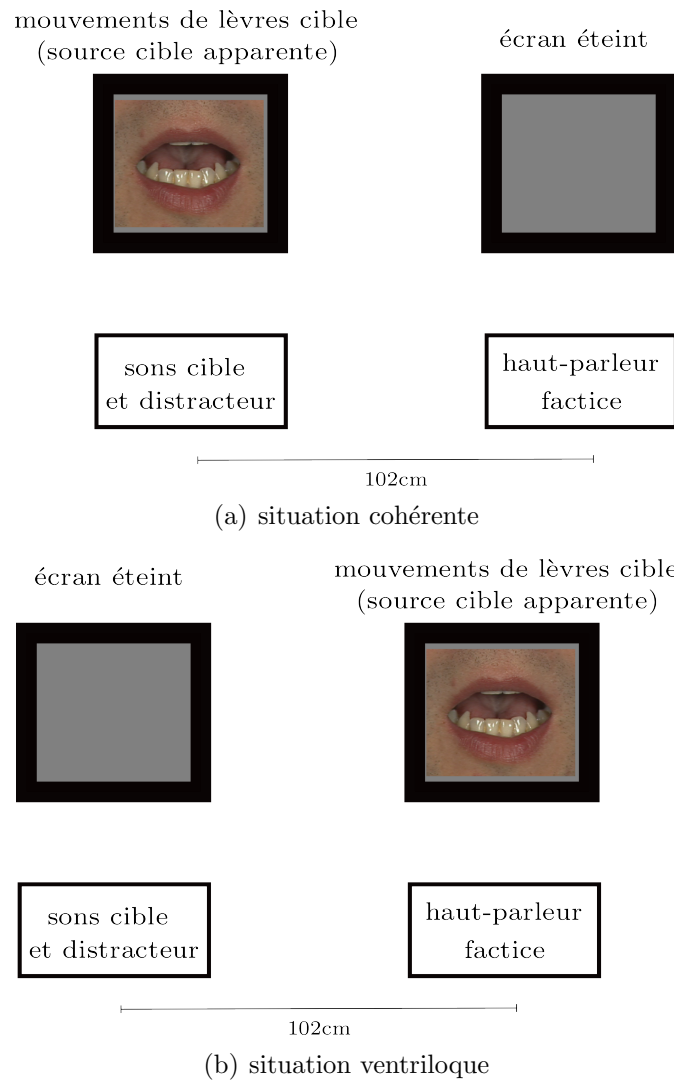 mouvements de lèvres cible
(source cible apparente)
écran éteint
sons cible
et distracteur
haut-parleur
factice
102cm
(a) situation cohérente
écran éteint
mouvements de lèvres cible
(source cible apparente)
sons cible
et distracteur
haut-parleur
factice
102cm
(b) situation ventriloque